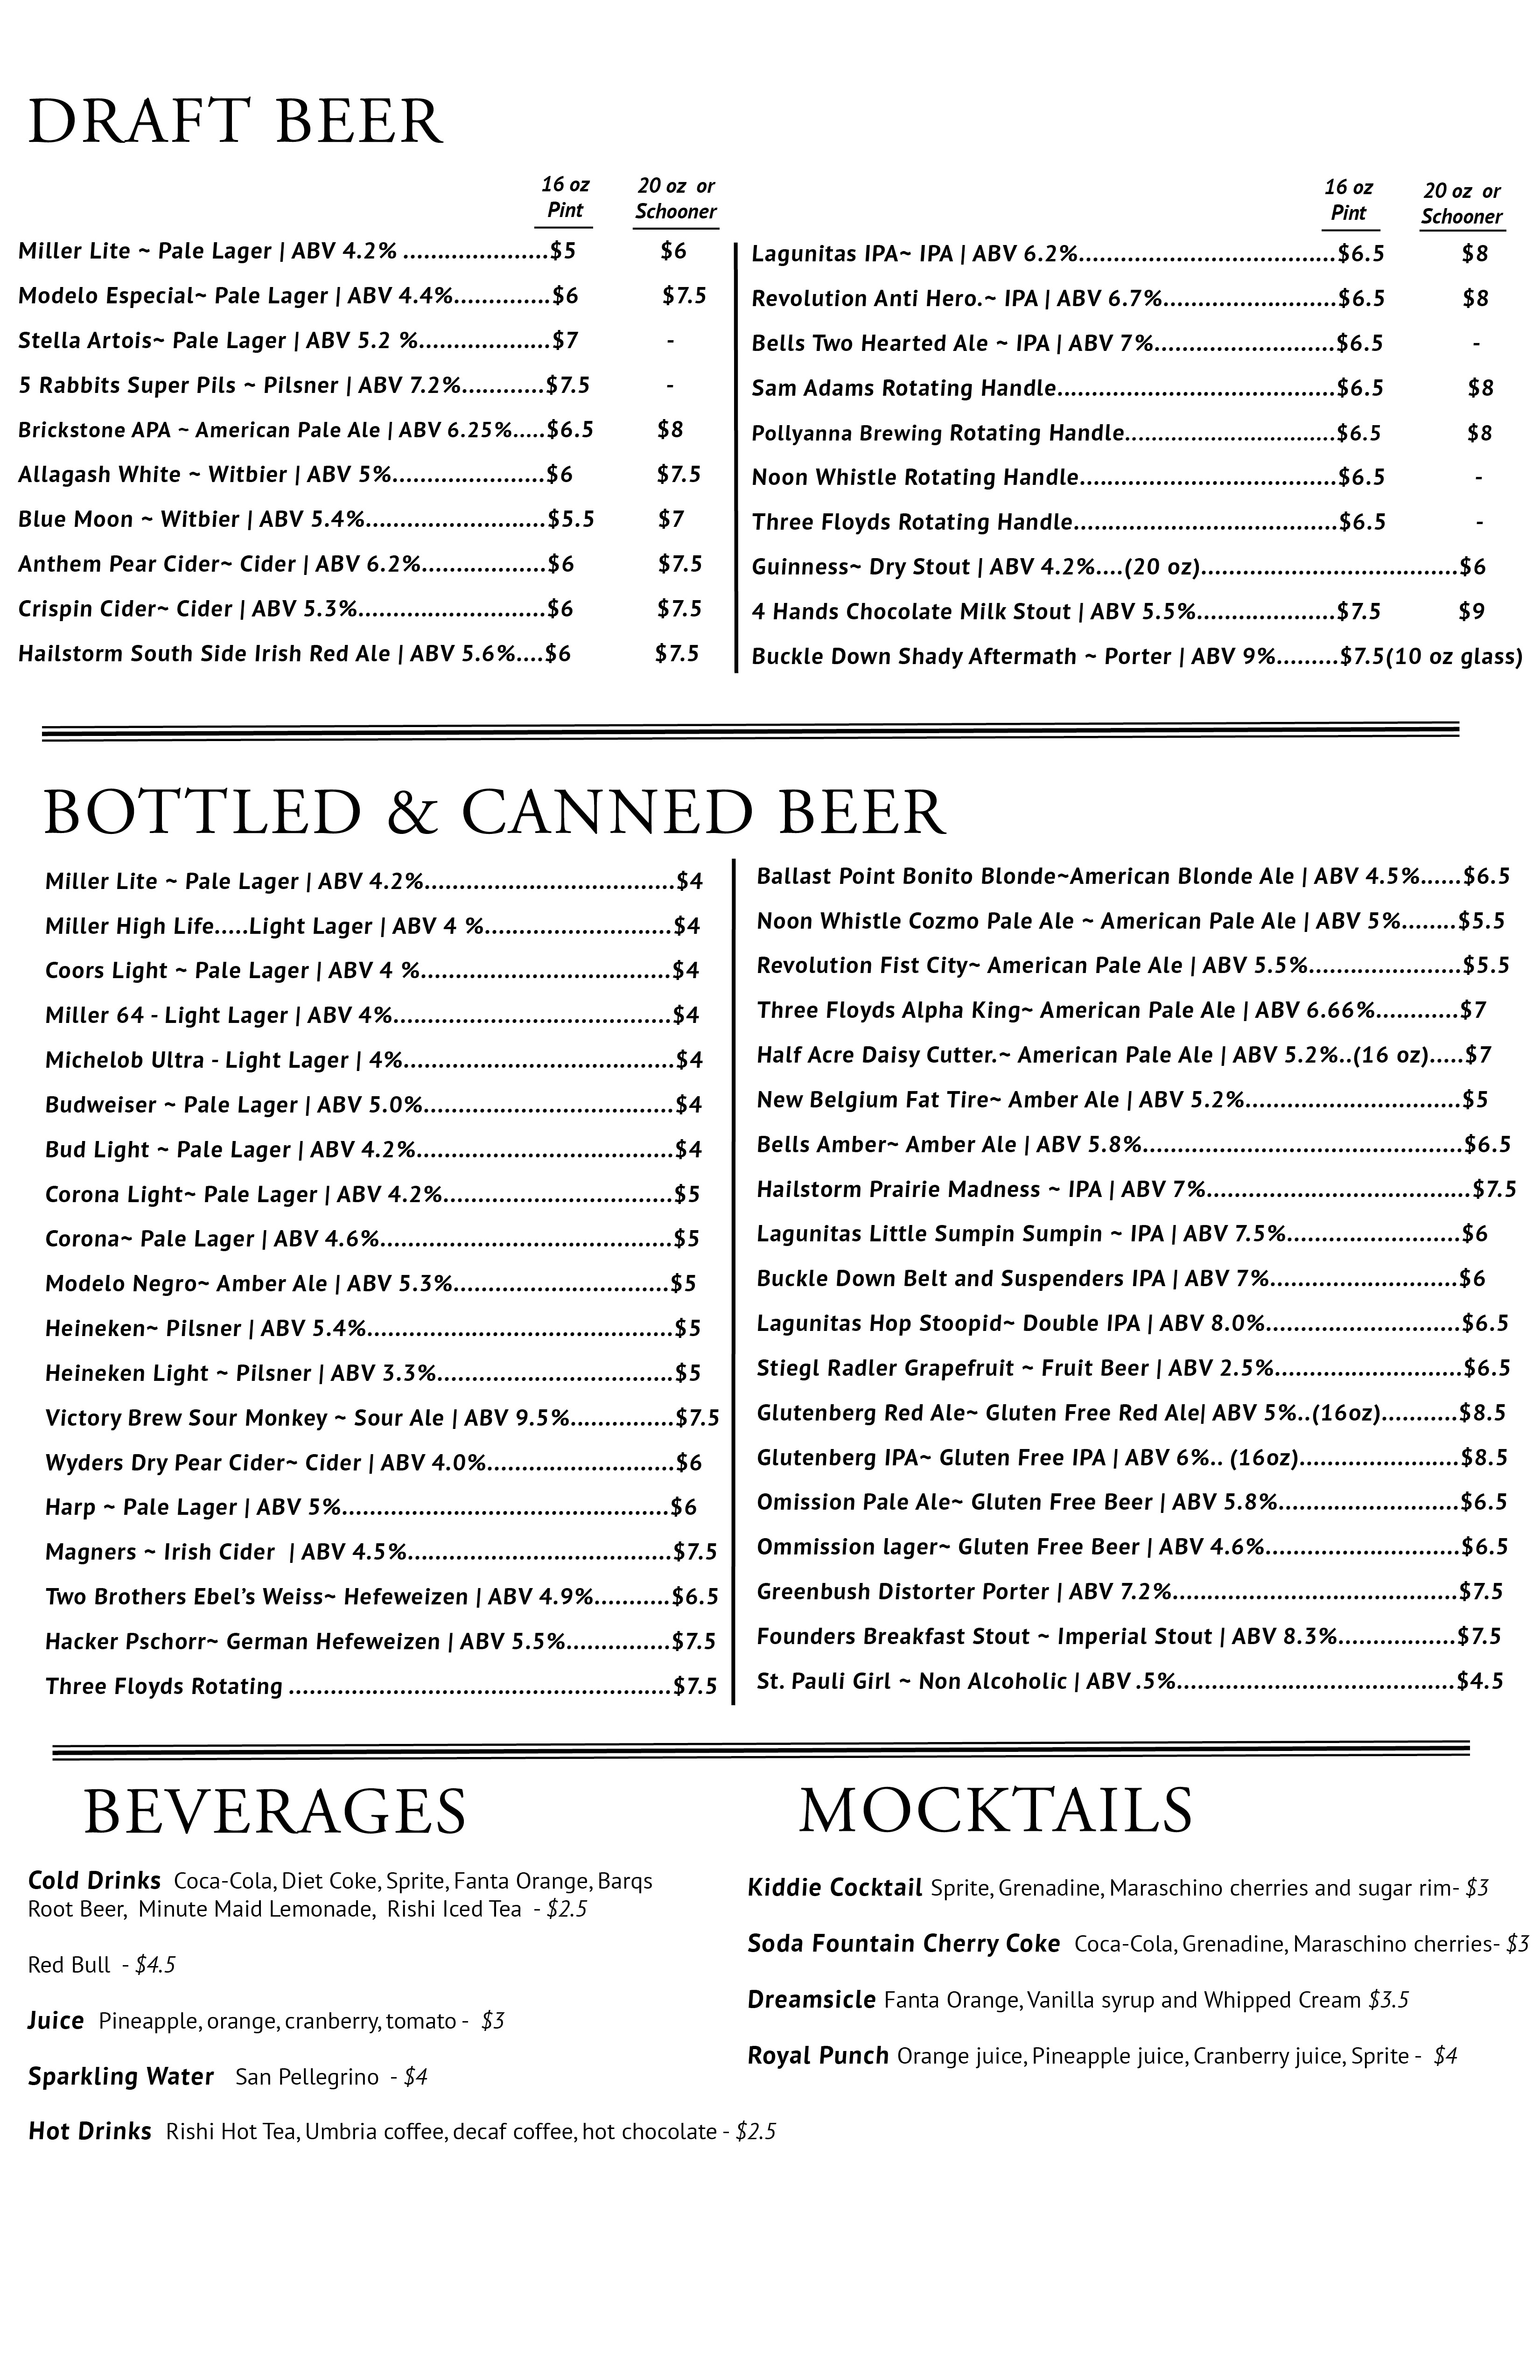 DRAFT BEER
16 oz
Pint
20 oz or
Schooner
Miller Lite ~ Pale Lager | ABV 4.2% .....................$5 $6
Modelo Especial~ Pale Lager | ABV 4.4%..............$6 $7.5
Stella Artois~ Pale Lager | ABV 5.2 %...................$7 -
5 Rabbits Super Pils ~ Pilsner | ABV 7.2%............$7.5 -
Brickstone APA ~ American Pale Ale | ABV 6.25%.....$6.5 $8
Allagash White ~ Witbier | ABV 5%......................$6 $7.5
Blue Moon ~ Witbier | ABV 5.4%..........................$5.5 $7
Anthem Pear Cider~ Cider | ABV 6.2%..................$6 $7.5
Crispin Cider~ Cider | ABV 5.3%...........................$6 $7.5
Hailstorm South Side Irish Red Ale | ABV 5.6%....$6 $7.5
16 oz
Pint
20 oz or
Schooner
Lagunitas IPA~ IPA | ABV 6.2%.....................................$6.5 $8
Revolution Anti Hero.~ IPA | ABV 6.7%.........................$6.5 $8
Bells Two Hearted Ale ~ IPA | ABV 7%..........................$6.5 -
Sam Adams Rotating Handle........................................$6.5 $8
Pollyanna Brewing Rotating Handle..............................$6.5 $8
Noon Whistle Rotating Handle.....................................$6.5 -
Three Floyds Rotating Handle......................................$6.5 -
Guinness~ Dry Stout | ABV 4.2%....(20 oz).....................................$6
4 Hands Chocolate Milk Stout | ABV 5.5%....................$7.5 $9
Buckle Down Shady Aftermath ~ Porter | ABV 9%.........$7.5(10 oz glass)
BOTTLED & CANNED BEER
Miller Lite ~ Pale Lager | ABV 4.2%....................................$4
Miller High Life.....Light Lager | ABV 4 %...........................$4
Coors Light ~ Pale Lager | ABV 4 %....................................$4
Miller 64 - Light Lager | ABV 4%........................................$4
Michelob Ultra - Light Lager | 4%.......................................$4
Budweiser ~ Pale Lager | ABV 5.0%....................................$4
Bud Light ~ Pale Lager | ABV 4.2%.....................................$4
Corona Light~ Pale Lager | ABV 4.2%.................................$5
Corona~ Pale Lager | ABV 4.6%..........................................$5
Modelo Negro~ Amber Ale | ABV 5.3%...............................$5
Heineken~ Pilsner | ABV 5.4%............................................$5
Heineken Light ~ Pilsner | ABV 3.3%..................................$5
Victory Brew Sour Monkey ~ Sour Ale | ABV 9.5%...............$7.5
Wyders Dry Pear Cider~ Cider | ABV 4.0%...........................$6
Harp ~ Pale Lager | ABV 5%...............................................$6
Magners ~ Irish Cider | ABV 4.5%......................................$7.5
Two Brothers Ebel’s Weiss~ Hefeweizen | ABV 4.9%...........$6.5
Hacker Pschorr~ German Hefeweizen | ABV 5.5%...............$7.5
Three Floyds Rotating .......................................................$7.5
Ballast Point Bonito Blonde~American Blonde Ale | ABV 4.5%......$6.5
Noon Whistle Cozmo Pale Ale ~ American Pale Ale | ABV 5%........$5.5
Revolution Fist City~ American Pale Ale | ABV 5.5%......................$5.5
Three Floyds Alpha King~ American Pale Ale | ABV 6.66%............$7
Half Acre Daisy Cutter.~ American Pale Ale | ABV 5.2%..(16 oz).....$7
New Belgium Fat Tire~ Amber Ale | ABV 5.2%...............................$5
Bells Amber~ Amber Ale | ABV 5.8%..............................................$6.5
Hailstorm Prairie Madness ~ IPA | ABV 7%......................................$7.5
Lagunitas Little Sumpin Sumpin ~ IPA | ABV 7.5%.........................$6
Buckle Down Belt and Suspenders IPA | ABV 7%...........................$6
Lagunitas Hop Stoopid~ Double IPA | ABV 8.0%............................$6.5
Stiegl Radler Grapefruit ~ Fruit Beer | ABV 2.5%...........................$6.5
Glutenberg Red Ale~ Gluten Free Red Ale| ABV 5%..(16oz)...........$8.5
Glutenberg IPA~ Gluten Free IPA | ABV 6%.. (16oz).......................$8.5
Omission Pale Ale~ Gluten Free Beer | ABV 5.8%..........................$6.5
Ommission lager~ Gluten Free Beer | ABV 4.6%............................$6.5
Greenbush Distorter Porter | ABV 7.2%.........................................$7.5
Founders Breakfast Stout ~ Imperial Stout | ABV 8.3%.................$7.5
St. Pauli Girl ~ Non Alcoholic | ABV .5%........................................$4.5
BEVERAGES
Cold Drinks Coca-Cola, Diet Coke, Sprite, Fanta Orange, Barqs
Root Beer, Minute Maid Lemonade, Rishi Iced Tea - $2.5
Red Bull - $4.5
Juice Pineapple, orange, cranberry, tomato - $3
Sparkling Water San Pellegrino - $4
Hot Drinks Rishi Hot Tea, Umbria coffee, decaf coffee, hot chocolate - $2.5
MOCKTAILS
Kiddie Cocktail Sprite, Grenadine, Maraschino cherries and sugar rim- $3
Soda Fountain Cherry Coke Coca-Cola, Grenadine, Maraschino cherries- $3
Dreamsicle Fanta Orange, Vanilla syrup and Whipped Cream $3.5
Royal Punch Orange juice, Pineapple juice, Cranberry juice, Sprite - $4